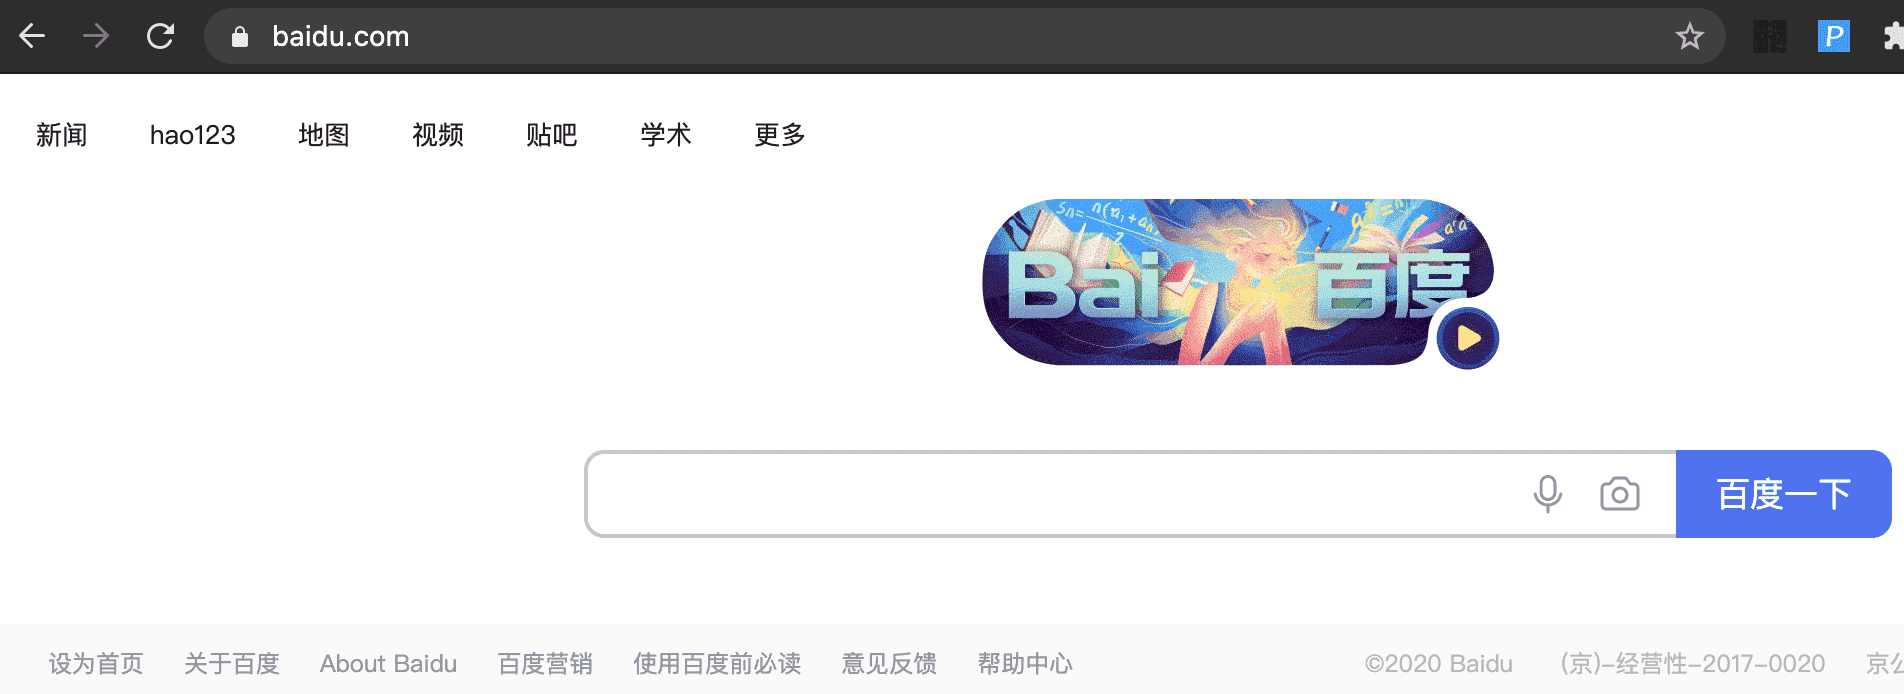 baidu.com
P
新闻 hao123 地图 视频 贴吧 学术 更多
Bai 百度
百度一下
设为首页 关于百度 About Baidu 百度营销 使用百度前必读 意见反馈 帮助中心 ©2020 Baidu (京)-经营性-2017-0020 京公